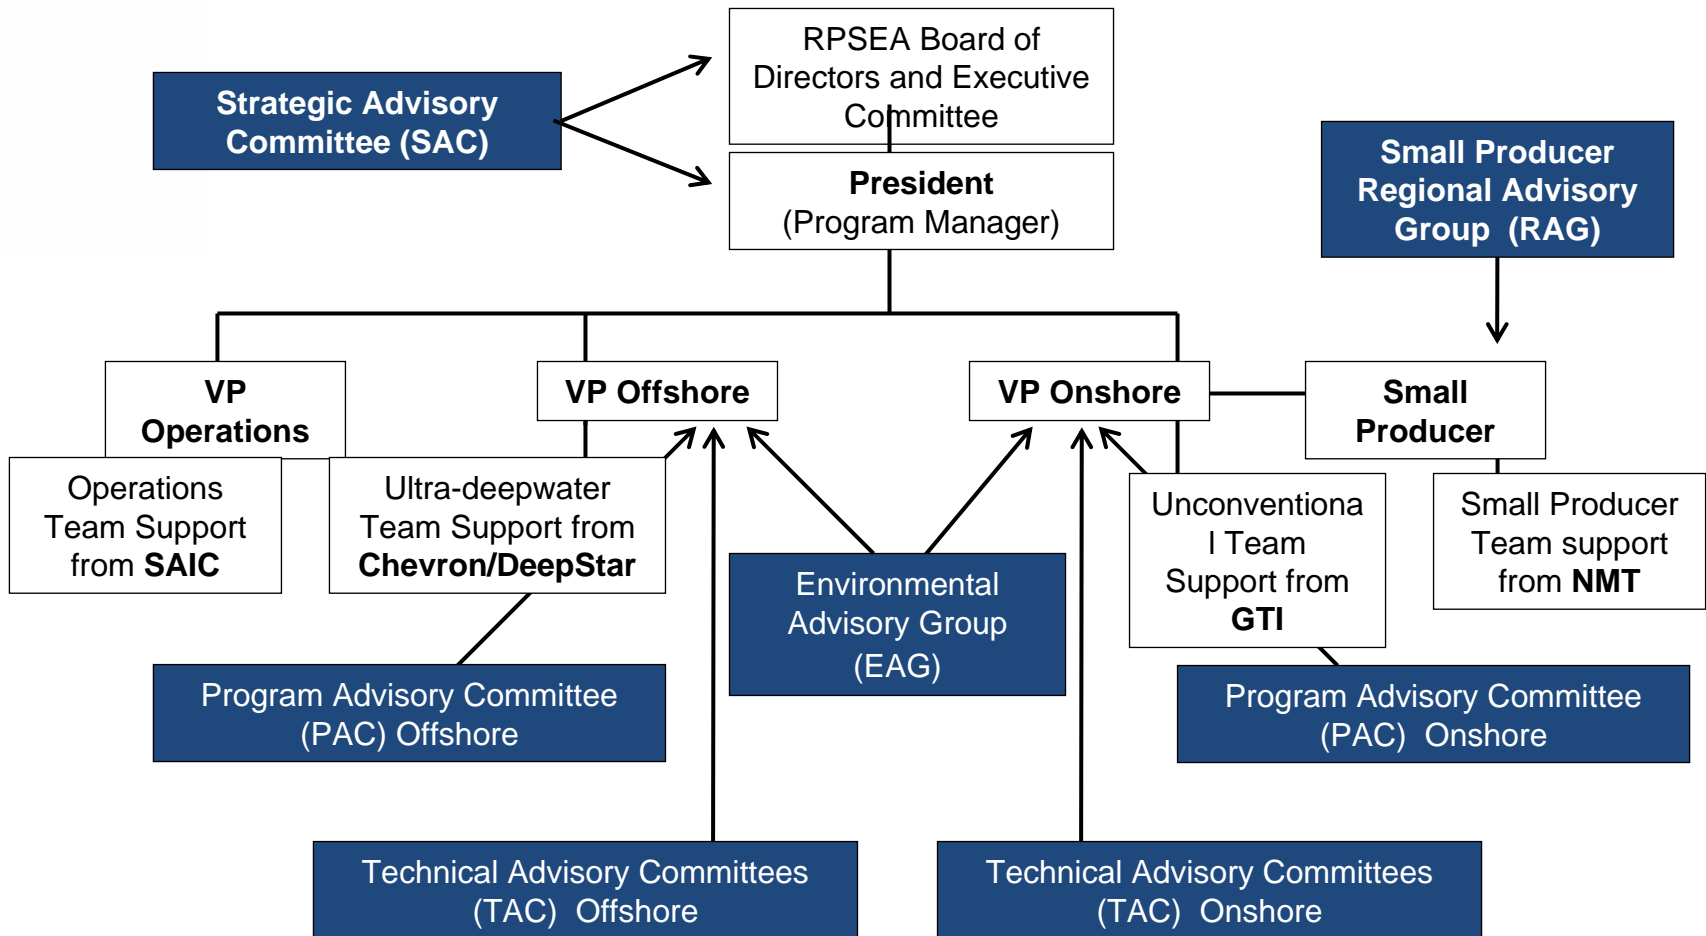 RPSEA Board of
Directors and Executive
Committee
Strategic Advisory
Committee (SAC)
President
(Program Manager)
Small Producer
Regional Advisory
Group (RAG)
VP
Operations
VP Offshore
VP Onshore
Small
Producer
Operations
Team Support
from SAIC
Ultra-deepwater
Team Support from
Chevron/DeepStar
Unconventiona
l Team
Support from
GTI
Small Producer
Team support
from NMT
Environmental
Advisory Group
(EAG)
Program Advisory Committee
(PAC) Offshore
Program Advisory Committee
(PAC) Onshore
Technical Advisory Committees
(TAC) Offshore
Technical Advisory Committees
(TAC) Onshore